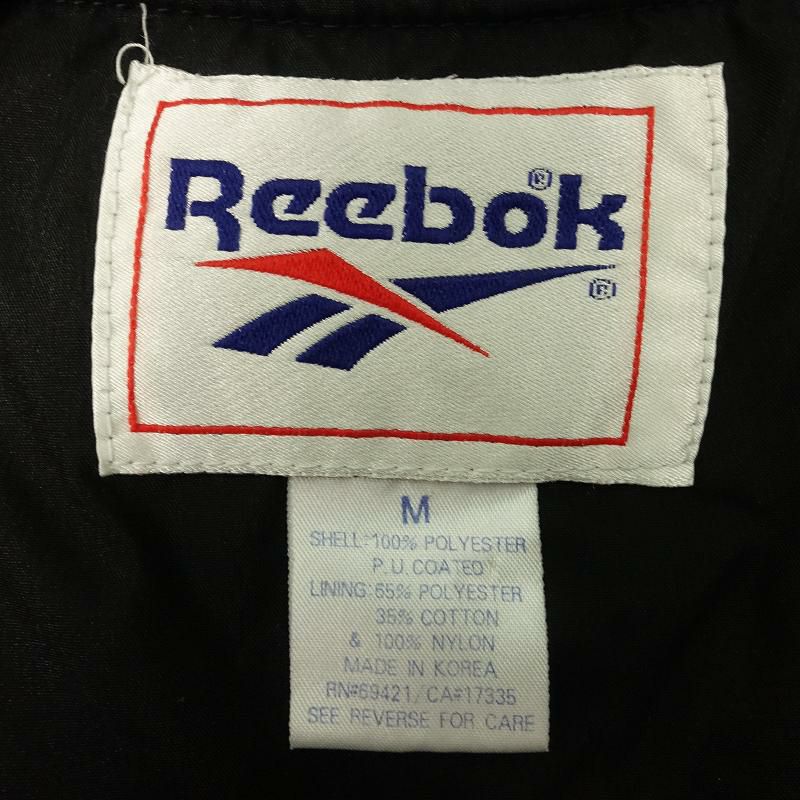 Reebok®
®
M
SHELL:100% POLYESTER
P.U COATED
LINING:65% POLYESTER
35% COTTON
& 100% NYLON
MADE IN KOREA
RN#69421/CA#17335
SEE REVERSE FOR CARE